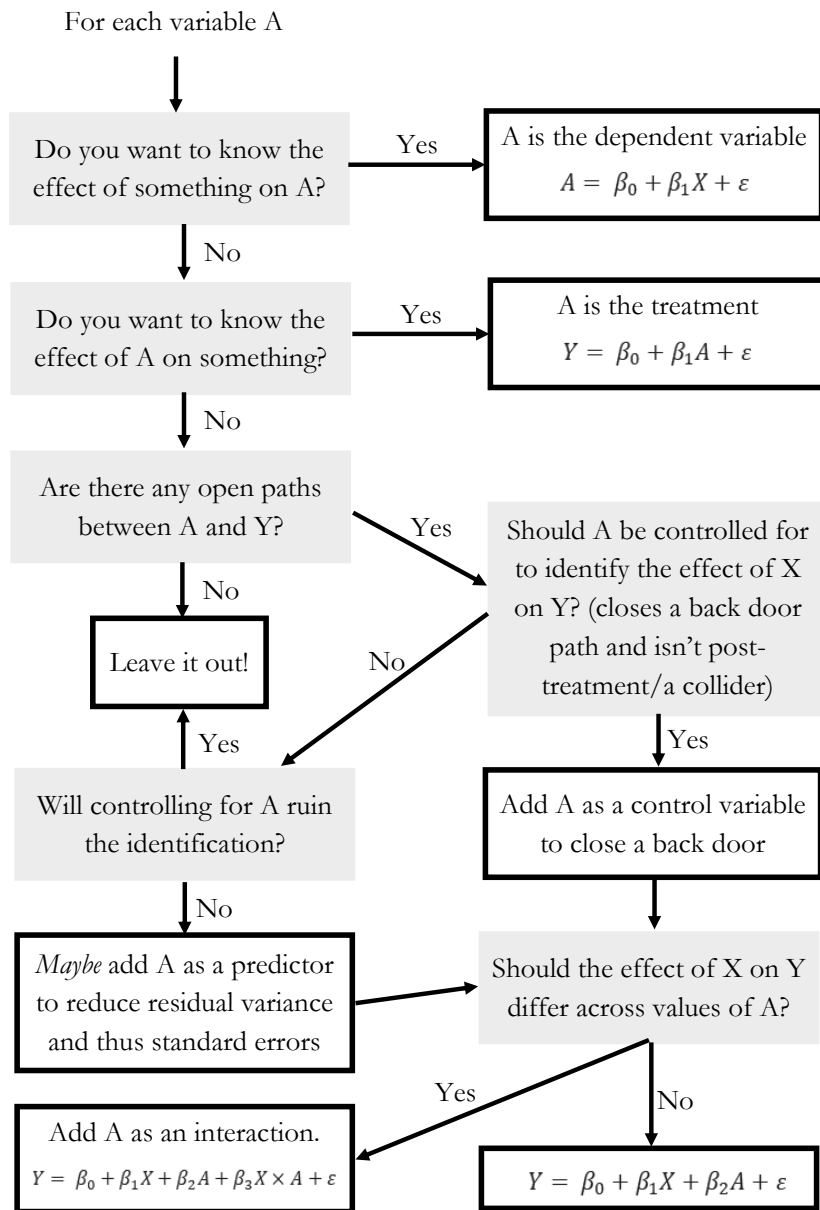 For each variable A
Do you want to know the
effect of something on A?
Yes
A is the dependent variable
A = β₀ + β₁X + ε
No
Do you want to know the
effect of A on something?
Yes
A is the treatment
Y = β₀ + β₁A + ε
No
Are there any open paths
between A and Y?
Yes
Should A be controlled for
to identify the effect of X
on Y? (closes a back door
path and isn’t post-
treatment/a collider)
No
Leave it out!
No
Yes
Yes
Will controlling for A ruin
the identification?
Add A as a control variable
to close a back door
No
Maybe add A as a predictor
to reduce residual variance
and thus standard errors
Should the effect of X on Y
differ across values of A?
Yes
No
Add A as an interaction.
Y = β₀ + β₁X + β₂A + β₃X × A + ε
Y = β₀ + β₁X + β₂A + ε